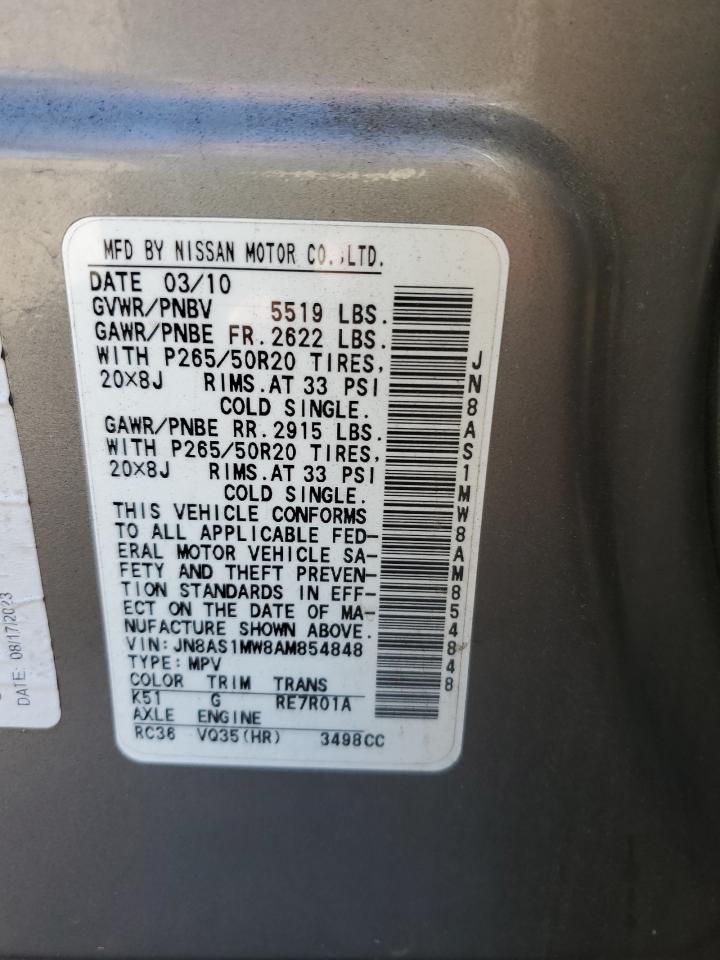 MFD BY NISSAN MOTOR CO.,LTD.
DATE 03/10
GVWR/PNBV 5519 LBS.
GAWR/PNBE FR.2622 LBS.
WITH P265/50R20 TIRES,
20×8J RIMS.AT 33 PSI
COLD SINGLE.
GAWR/PNBE RR.2915 LBS.
WITH P265/50R20 TIRES,
20×8J RIMS.AT 33 PSI
COLD SINGLE.
THIS VEHICLE CONFORMS
TO ALL APPLICABLE FED-
ERAL MOTOR VEHICLE SA-
FETY AND THEFT PREVEN-
TION STANDARDS IN EFF-
ECT ON THE DATE OF MA-
NUFACTURE SHOWN ABOVE.
VIN:JN8AS1MW8AM854848
TYPE:MPV
COLOR TRIM TRANS
K51 G RE7R01A
AXLE ENGINE
RC36 VQ35(HR) 3498CC
JN8AS1MW8AM854848
DATE: 08/17/2023